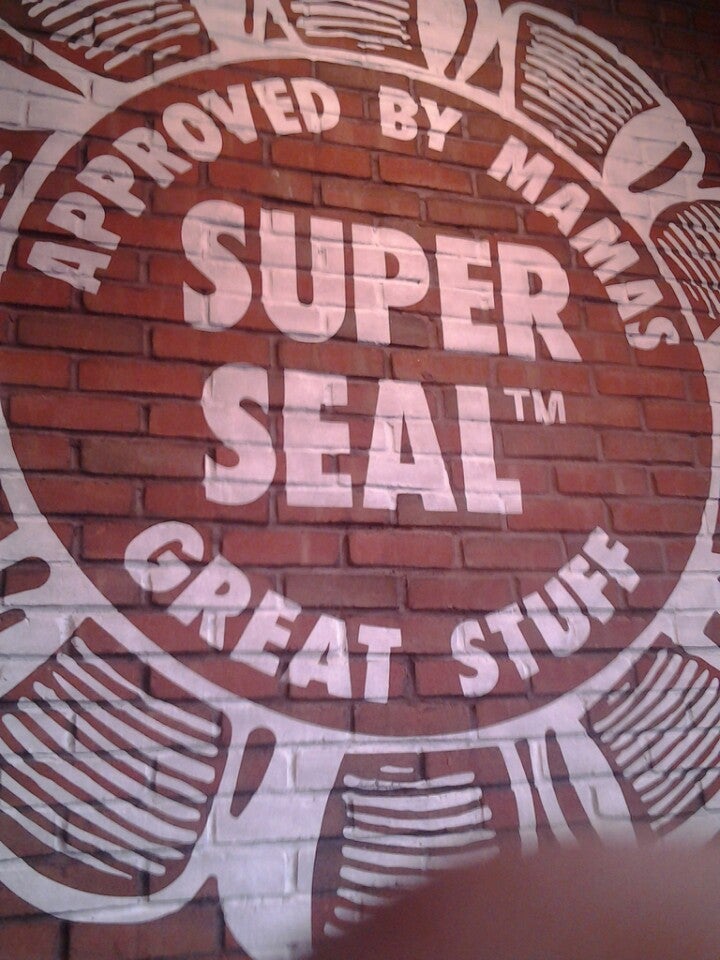 APPROVED BY MAMAS
SUPER
SEAL™
GREAT STUFF